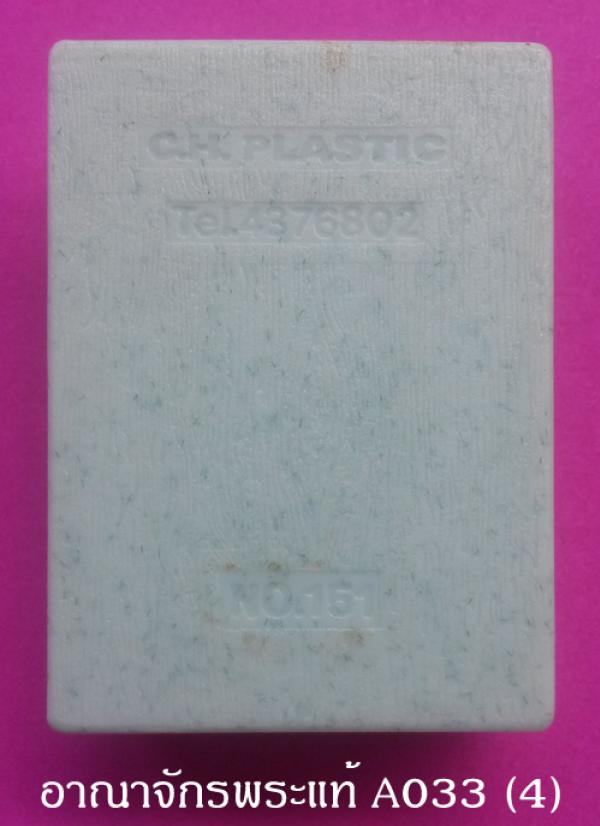 C.H. PLASTIC
Tel.4376802
NO.151
อาณาจักรพระแท้ A033 (4)